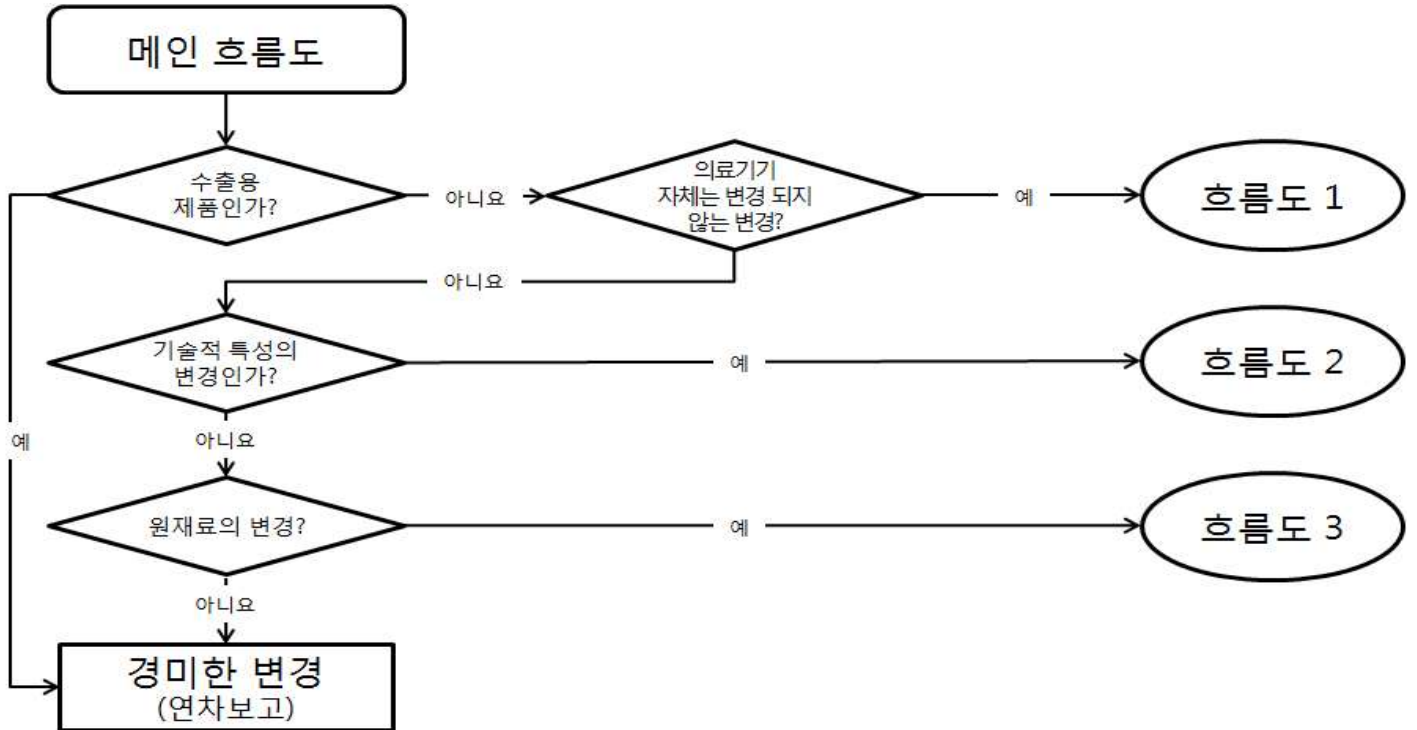 메인 흐름도
수출용
제품인가?
아니요
의료기기
자체는 변경 되지
않는 변경?
예
흐름도 1
아니요
기술적 특성의
변경인가?
예
흐름도 2
예
아니요
원재료의 변경?
예
흐름도 3
아니요
경미한 변경
(연차보고)